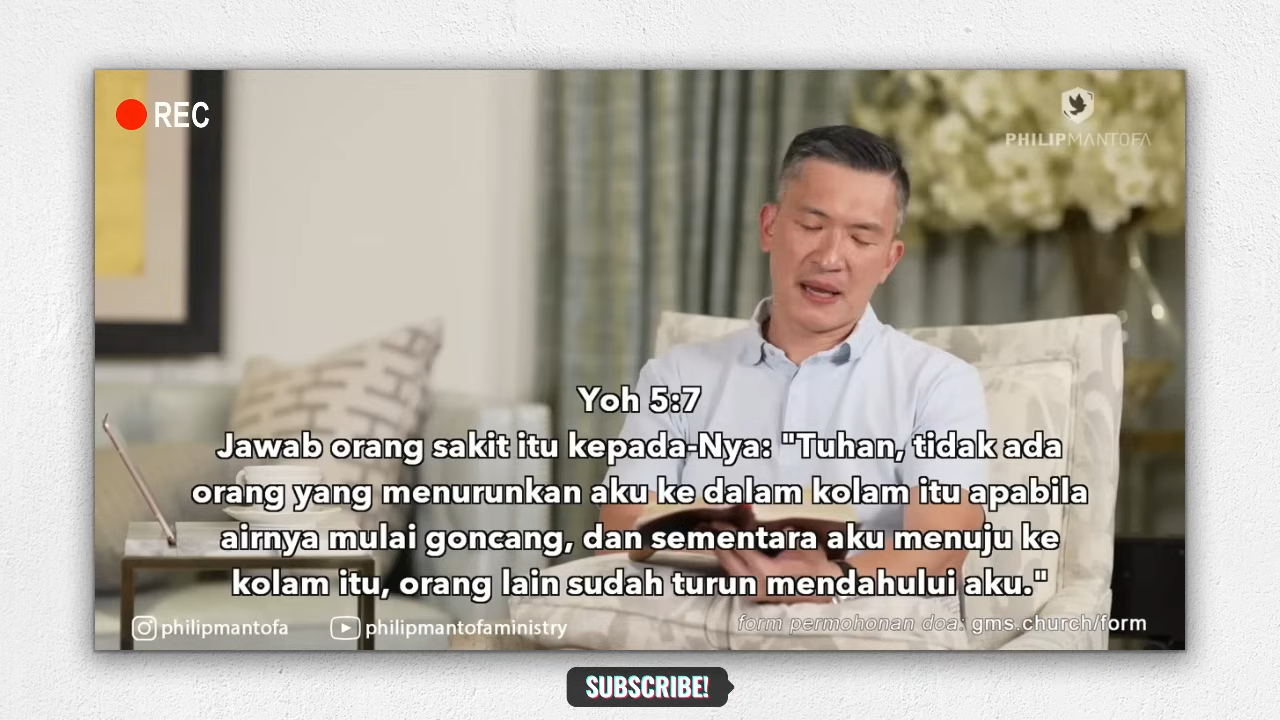 REC
PHILIPMANTOFA
Yoh 5:7
Jawab orang sakit itu kepada-Nya: "Tuhan, tidak ada
orang yang menurunkan aku ke dalam kolam itu apabila
airnya mulai goncang, dan sementara aku menuju ke
kolam itu, orang lain sudah turun mendahului aku."
philipmantofa philipmantofaministry form permohonan doa: gms.church/form
SUBSCRIBE!